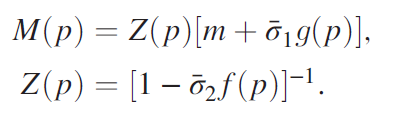 M(p) = Z(p)[m + σ̄₁g(p)],
Z(p) = [1 − σ̄₂f(p)]⁻¹.